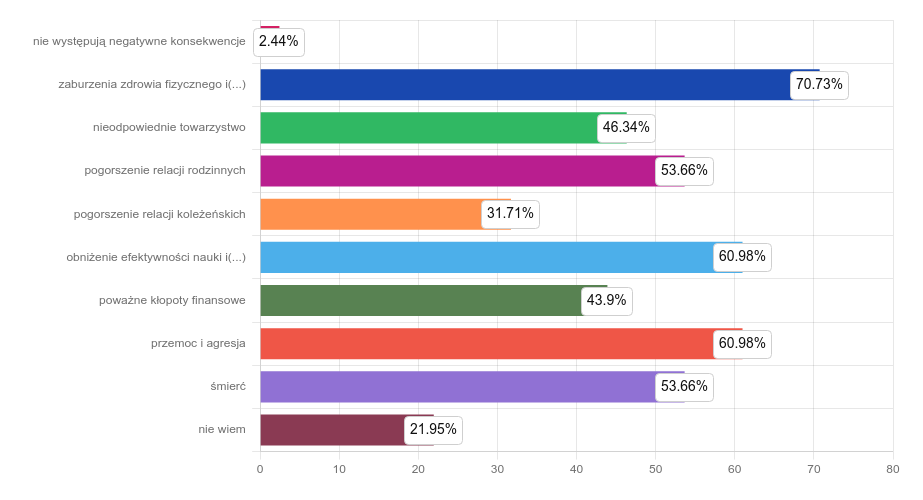 nie występują negatywne konsekwencje 2.44%
zaburzenia zdrowia fizycznego i(...) 70.73%
nieodpowiednie towarzystwo 46.34%
pogorszenie relacji rodzinnych 53.66%
pogorszenie relacji koleżeńskich 31.71%
obniżenie efektywności nauki i(...) 60.98%
poważne kłopoty finansowe 43.9%
przemoc i agresja 60.98%
śmierć 53.66%
nie wiem 21.95%
0 10 20 30 40 50 60 70 80